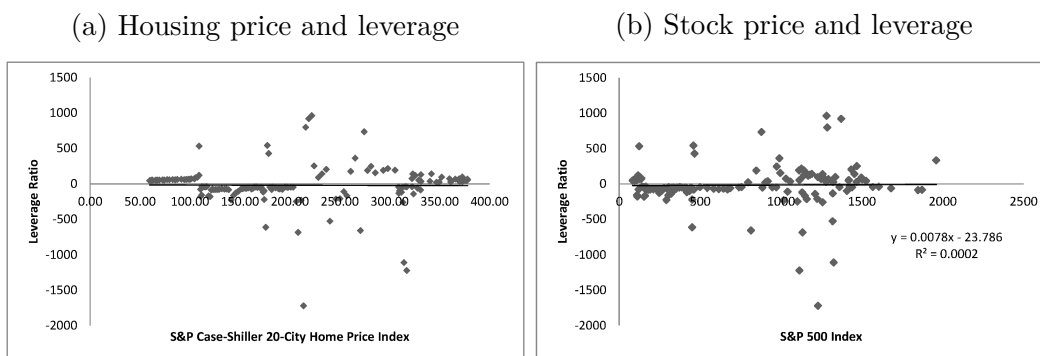 (a) Housing price and leverage
(b) Stock price and leverage
1500
1000
500
0
-500
-1000
-1500
-2000
0.00 50.00 100.00 150.00 200.00 250.00 300.00 350.00 400.00
Leverage Ratio
S&P Case-Shiller 20-City Home Price Index
1500
1000
500
0
-500
-1000
-1500
-2000
0 500 1000 1500 2000 2500
Leverage Ratio
y = 0.0078x - 23.786
R² = 0.0002
S&P 500 Index